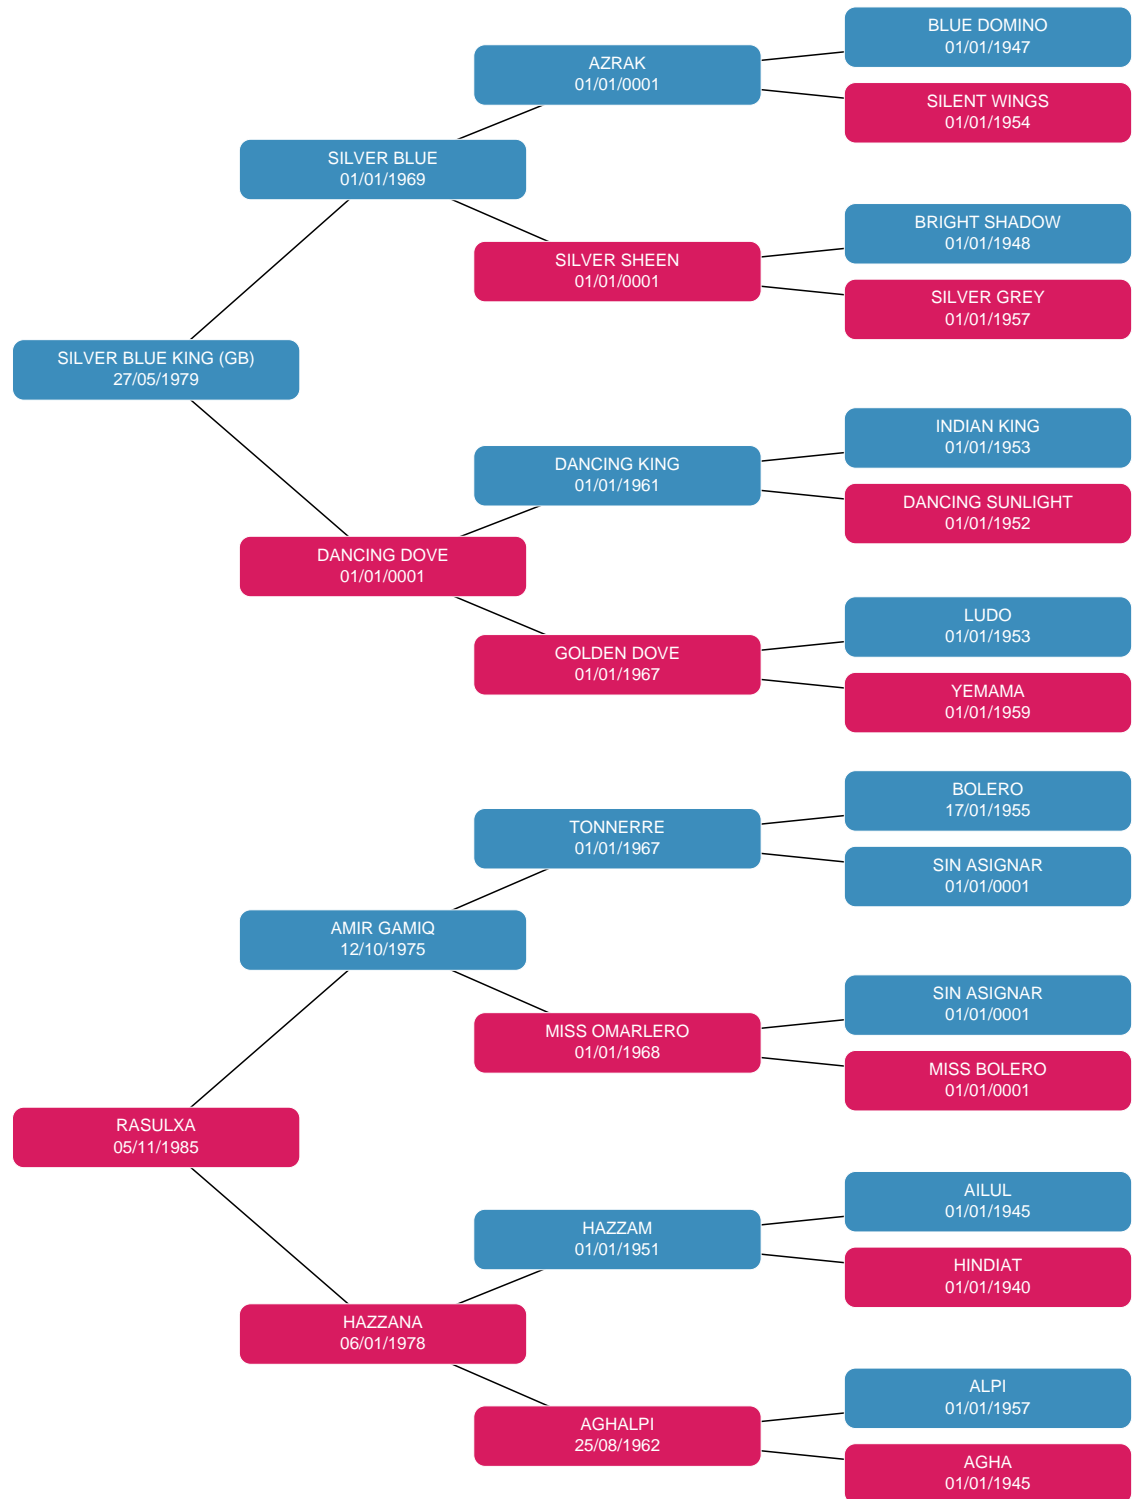 BLUE DOMINO
01/01/1947
AZRAK
01/01/0001
SILENT WINGS
01/01/1954
SILVER BLUE
01/01/1969
BRIGHT SHADOW
01/01/1948
SILVER SHEEN
01/01/0001
SILVER GREY
01/01/1957
SILVER BLUE KING (GB)
27/05/1979
INDIAN KING
01/01/1953
DANCING KING
01/01/1961
DANCING SUNLIGHT
01/01/1952
DANCING DOVE
01/01/0001
LUDO
01/01/1953
GOLDEN DOVE
01/01/1967
YEMAMA
01/01/1959
BOLERO
17/01/1955
TONNERRE
01/01/1967
SIN ASIGNAR
01/01/0001
AMIR GAMIQ
12/10/1975
SIN ASIGNAR
01/01/0001
MISS OMARLERO
01/01/1968
MISS BOLERO
01/01/0001
RASULXA
05/11/1985
AILUL
01/01/1945
HAZZAM
01/01/1951
HINDIAT
01/01/1940
HAZZANA
06/01/1978
ALPI
01/01/1957
AGHALPI
25/08/1962
AGHA
01/01/1945